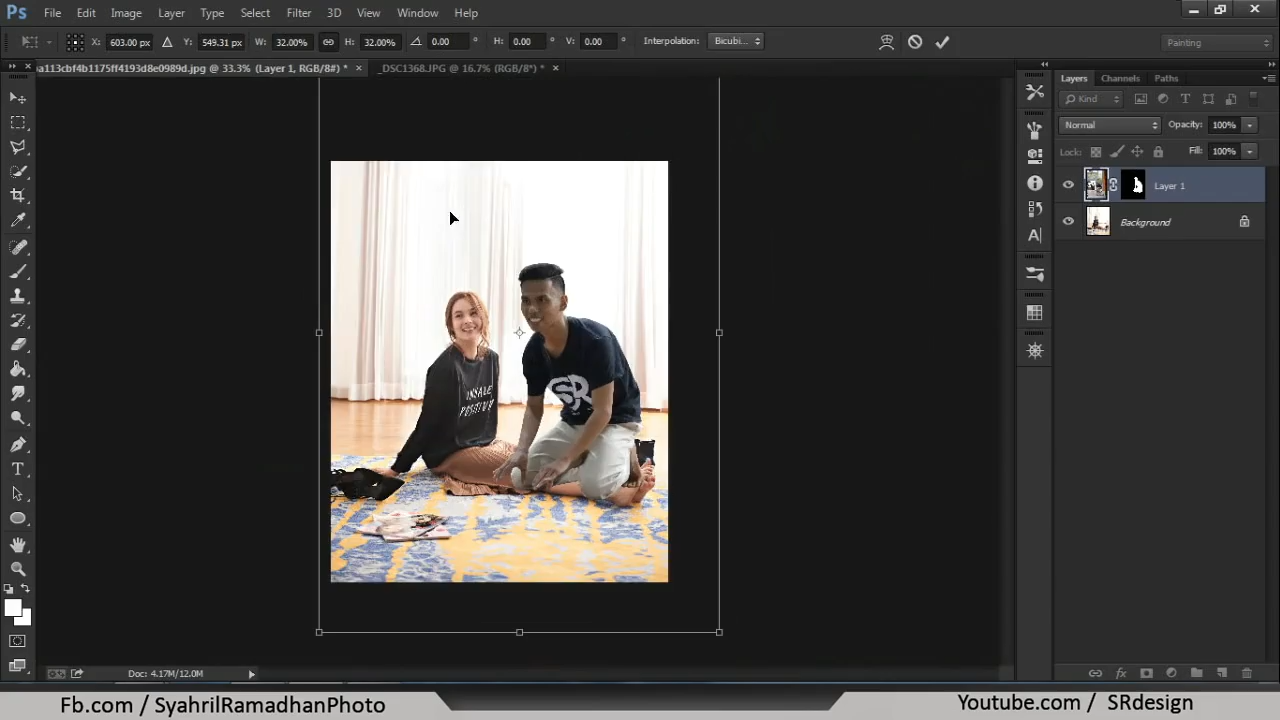 Ps File Edit Image Layer Type Select Filter 3D View Window Help
X: 603.00 px Y: 549.31 px W: 32.00% H: 32.00% 0.00 ° H: 0.00 ° V: 0.00 ° Interpolation: Bicubi... Painting
a113cbf4b1175ff4193d8e0989d.jpg @ 33.3% (Layer 1, RGB/8#) * × _DSC1368.JPG @ 16.7% (RGB/8*) * ×
Layers Channels Paths
Kind
Normal Opacity: 100%
Lock: Fill: 100%
Layer 1
Background
INHALE
POSITIVITY
SR
Doc: 4.17M/12.0M
Fb.com / SyahrilRamadhanPhoto
Youtube.com / SRdesign